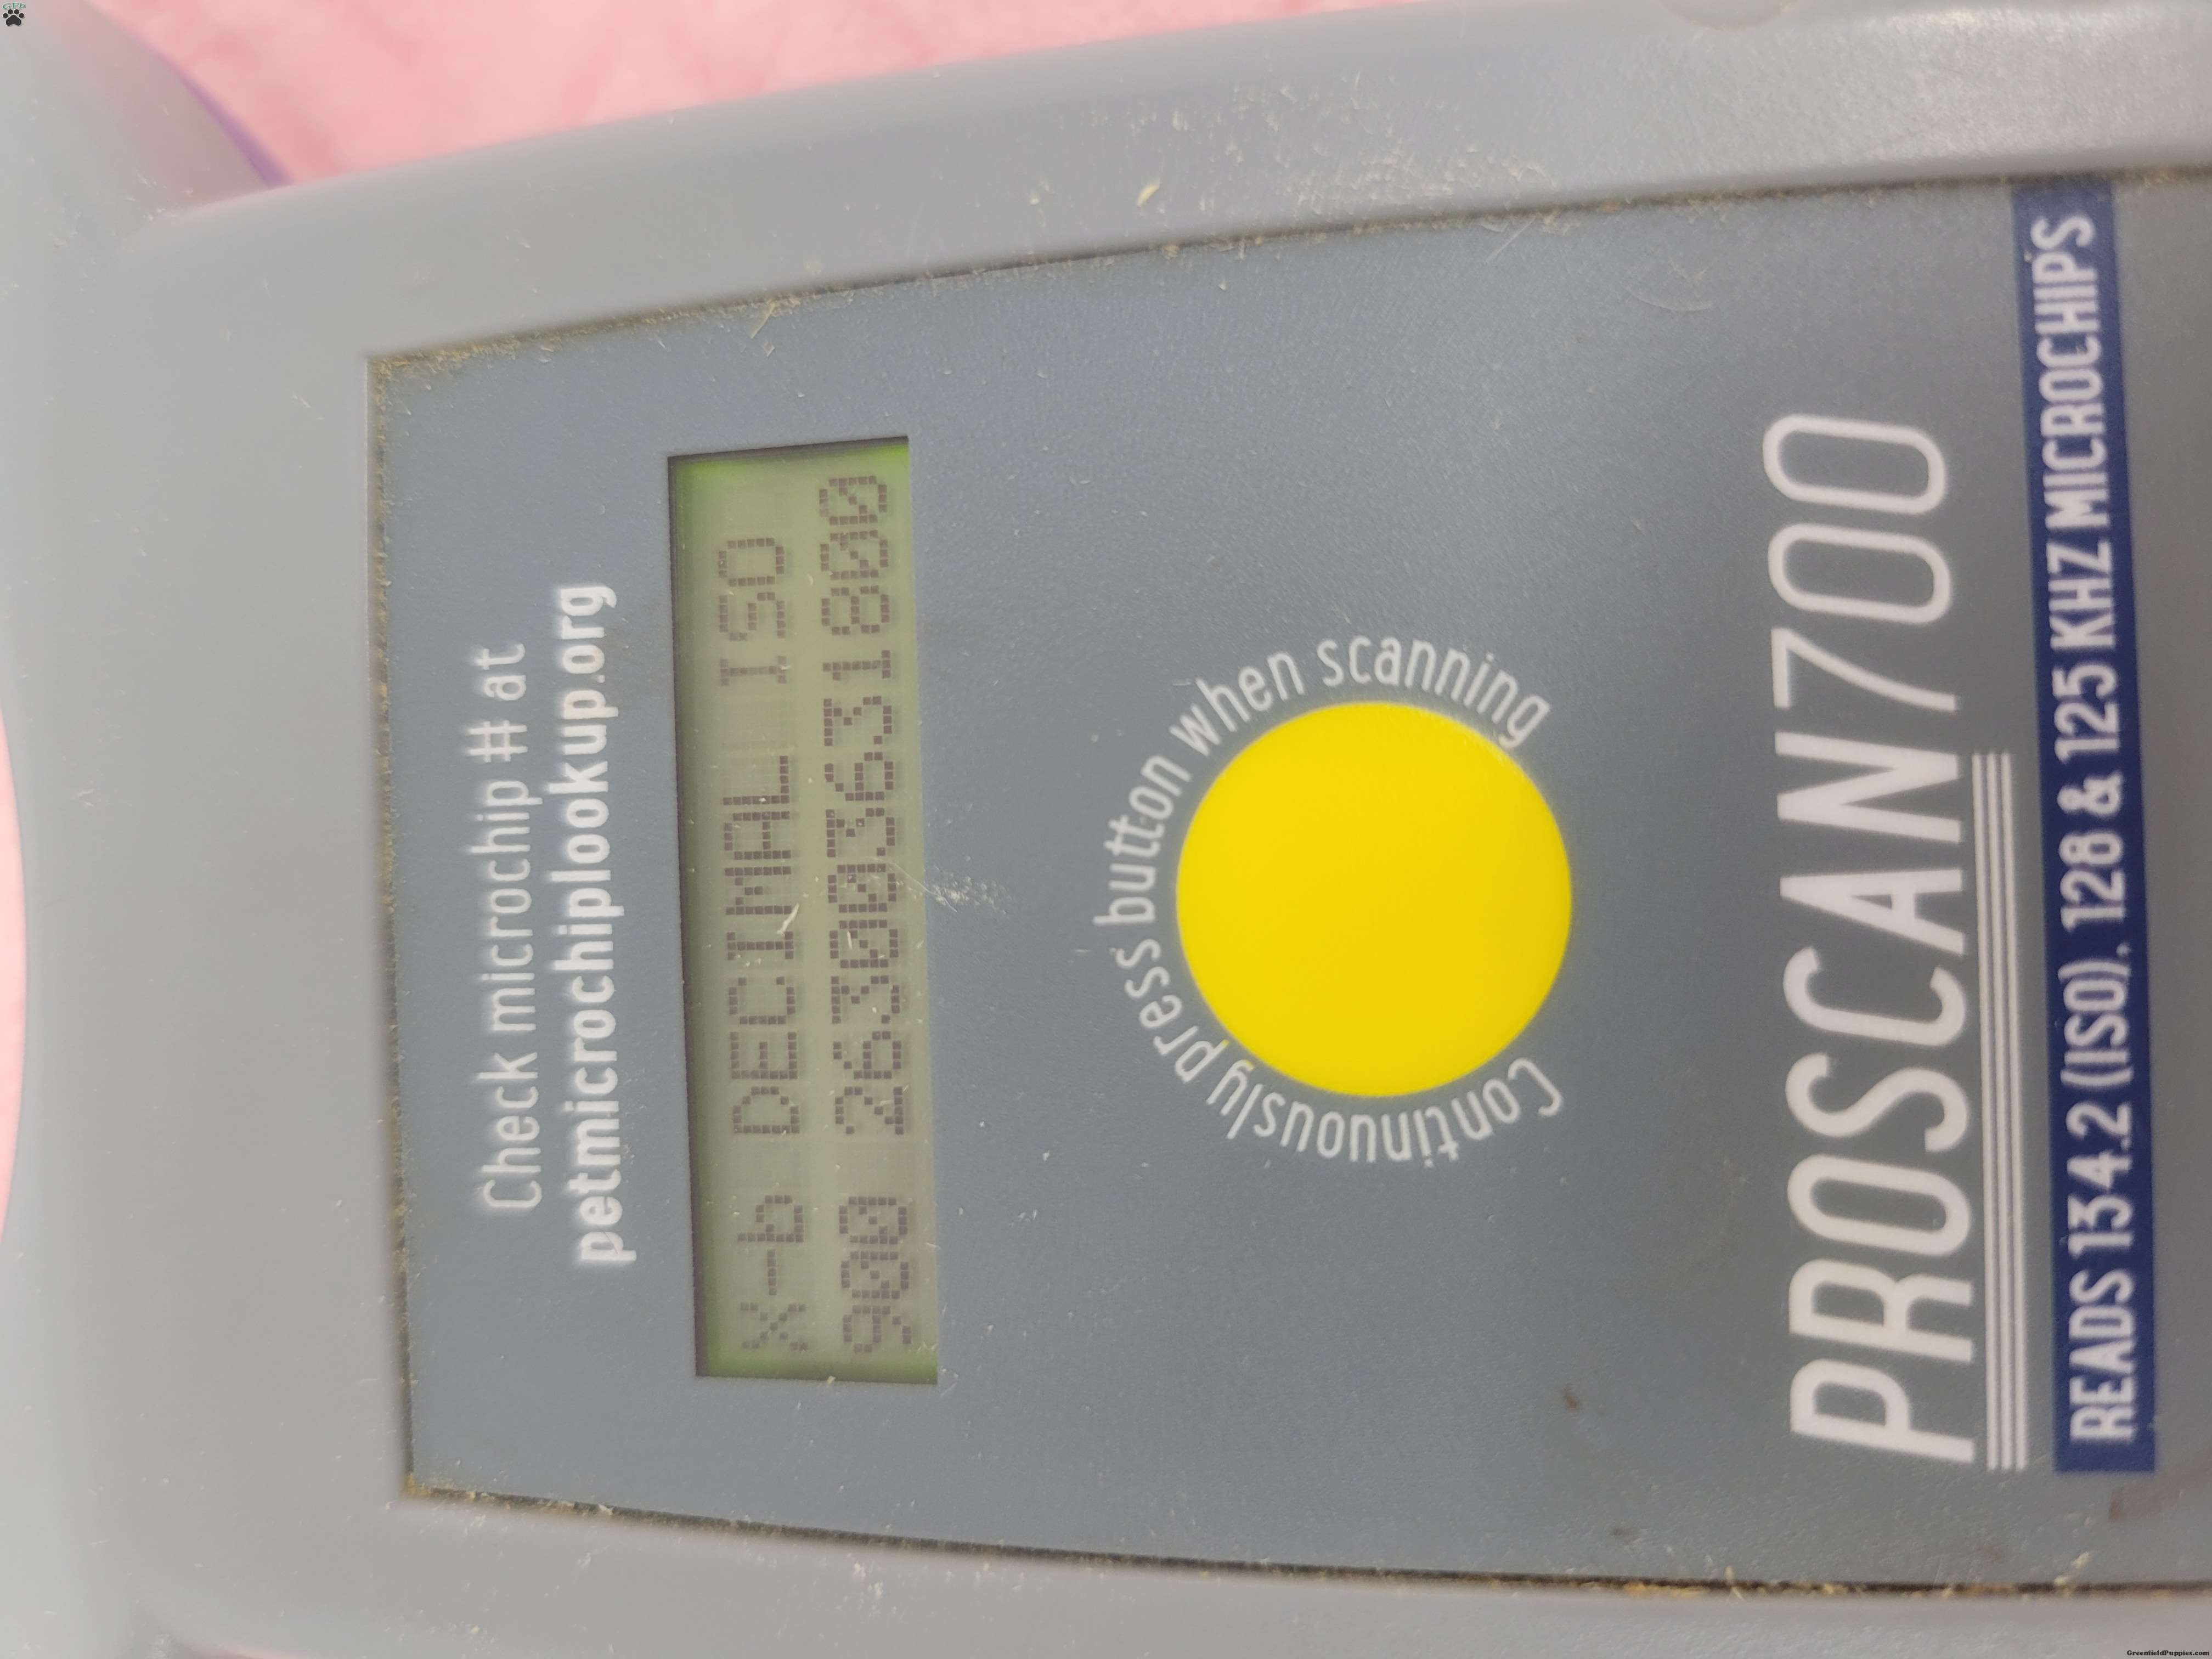 Check microchip # at
petmicrochiplookup.org
X-b DECIMAL ISO
900 263003631800
Continuously press button when scanning
PROSCAN700
READS 134.2 (ISO), 128 & 125 KHZ MICROCHIPS
GFP
GreenfieldPuppies.com